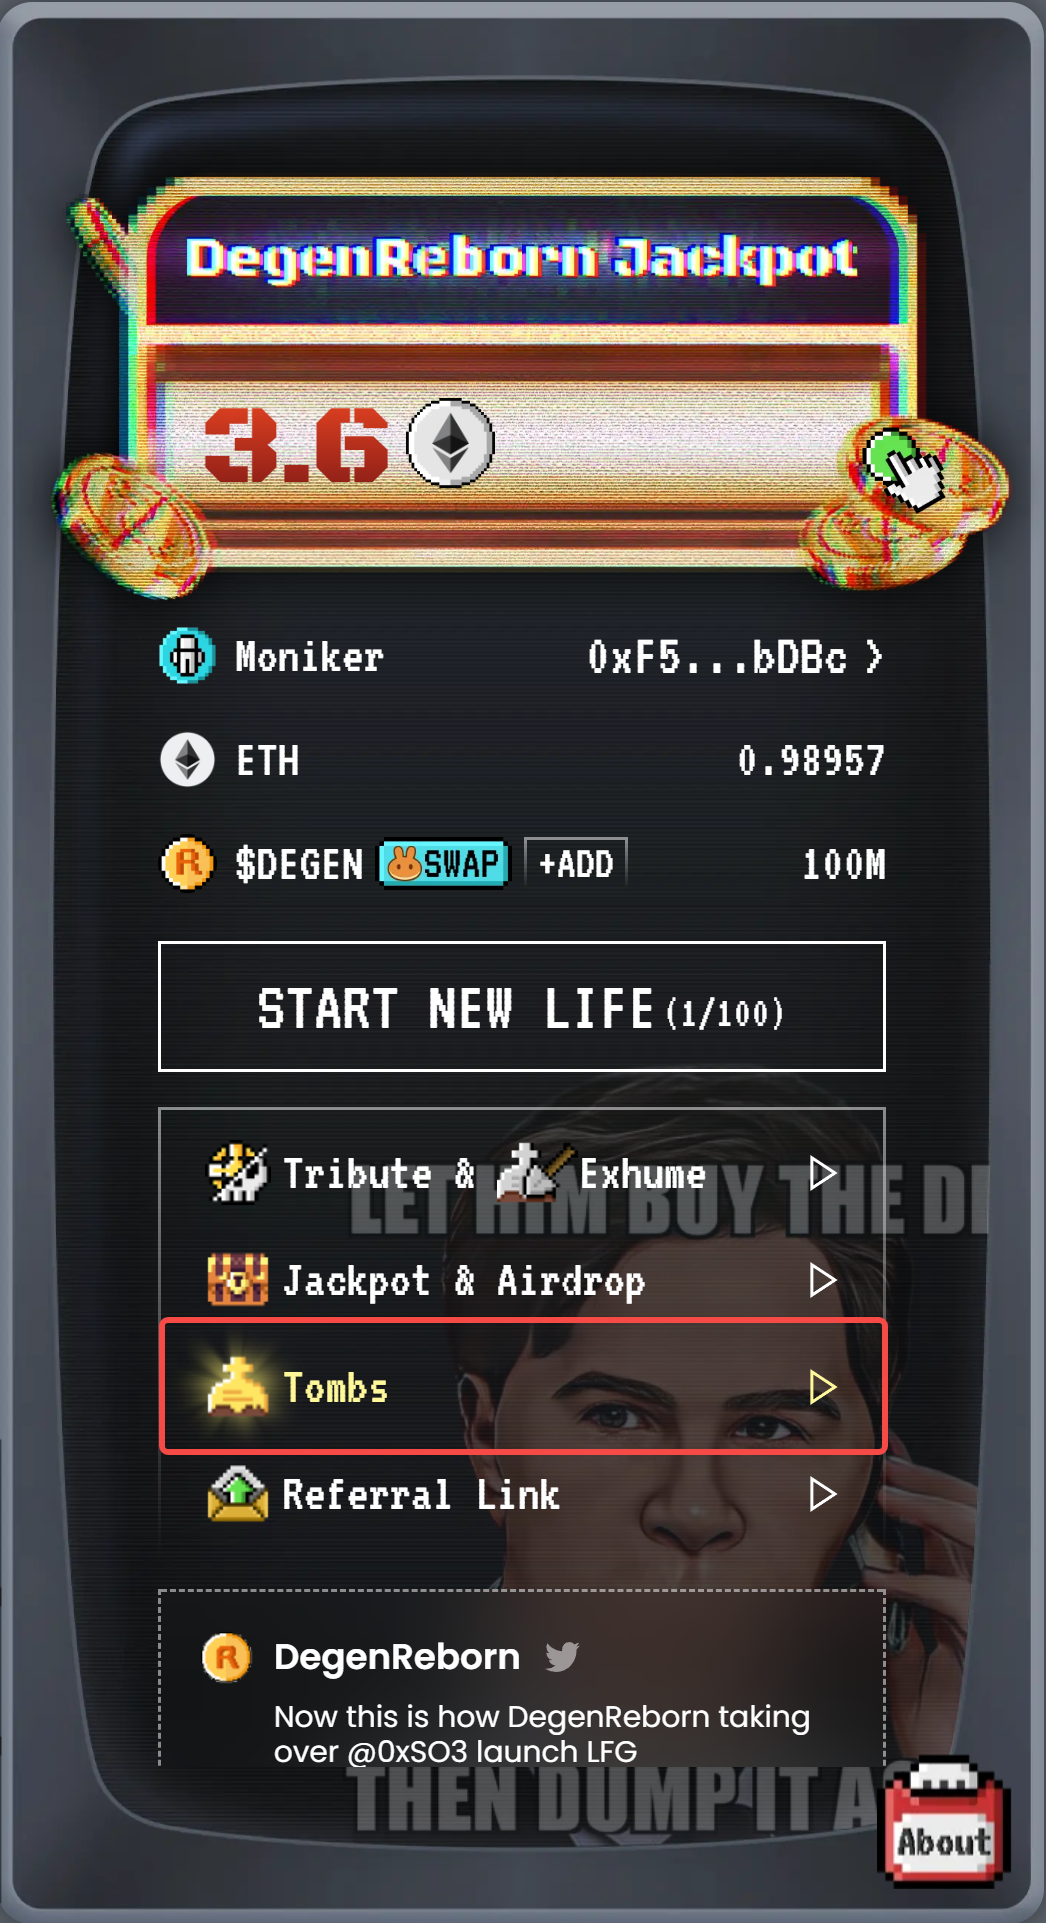 DegenReborn Jackpot
3.6
Moniker 0xF5...bDBc
ETH 0.98957
$DEGEN SWAP +ADD 100M
START NEW LIFE (1/100)
Tribute & Exhume
LET HIM BUY THE DI
Jackpot & Airdrop
Tombs
Referral Link
R DegenReborn
Now this is how DegenReborn taking
over @0xSO3 launch LFG
THEN DUMP IT
About